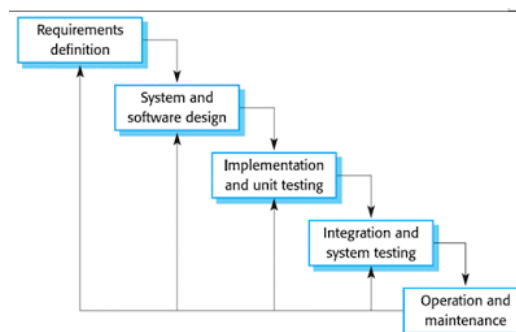 Requirements
definition
System and
software design
Implementation
and unit testing
Integration and
system testing
Operation and
maintenance